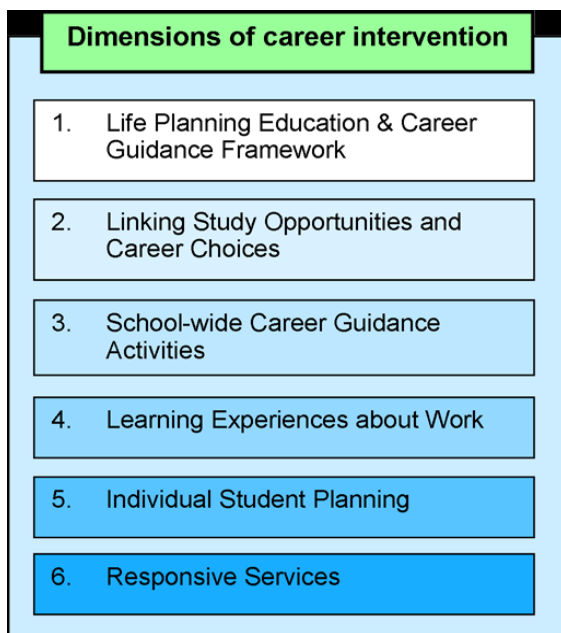 Dimensions of career intervention
1. Life Planning Education & Career
Guidance Framework
2. Linking Study Opportunities and
Career Choices
3. School-wide Career Guidance
Activities
4. Learning Experiences about Work
5. Individual Student Planning
6. Responsive Services